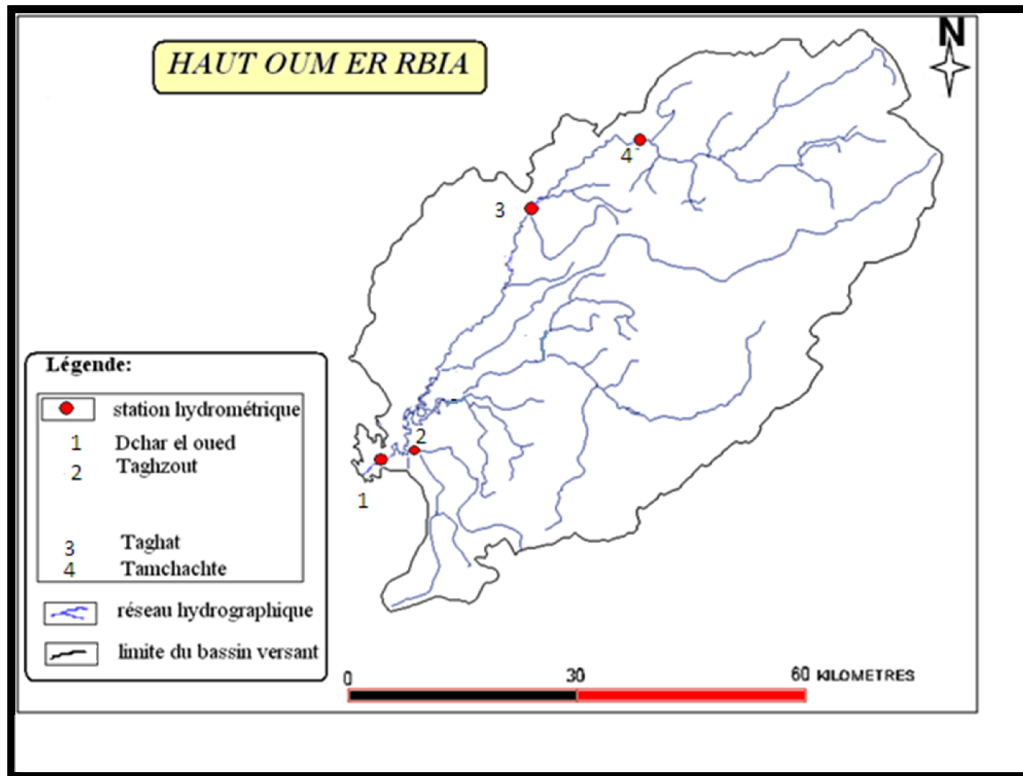 HAUT OUM ER RBIA
N
4
3
2
1
Légende:
station hydrométrique
1 Dchar el oued
2 Taghzout
3 Taghat
4 Tamchachte
réseau hydrographique
limite du bassin versant
0 30 60 KILOMETRES